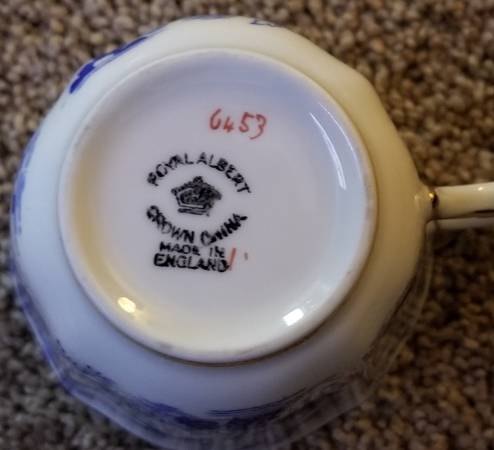 6453
ROYAL ALBERT
CROWN CHINA
MADE IN
ENGLAND